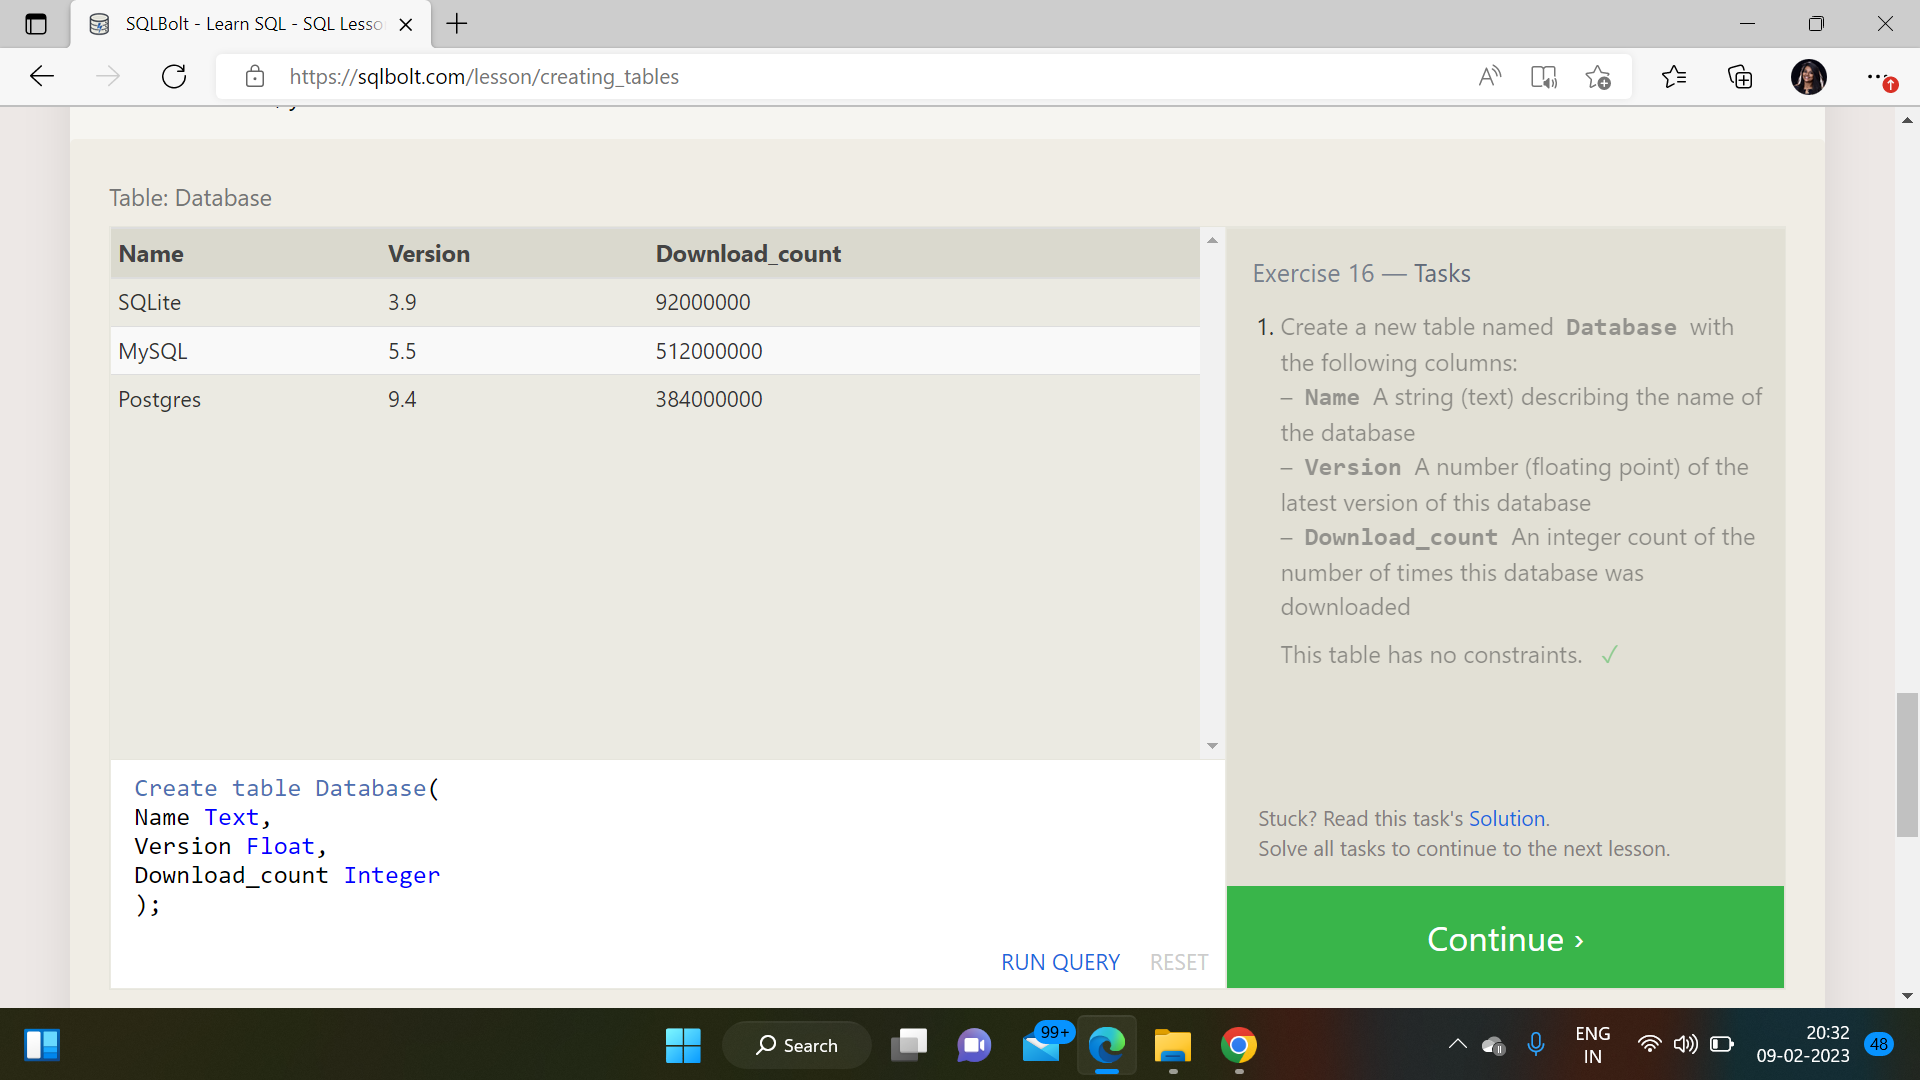 SQLBolt - Learn SQL - SQL Lesso
https://sqlbolt.com/lesson/creating_tables
Table: Database
Name Version Download_count
SQLite 3.9 92000000
MySQL 5.5 512000000
Postgres 9.4 384000000
Exercise 16 — Tasks
1. Create a new table named Database with
the following columns:
– Name A string (text) describing the name of
the database
– Version A number (floating point) of the
latest version of this database
– Download_count An integer count of the
number of times this database was
downloaded
This table has no constraints. ✓
Create table Database(
Name Text,
Version Float,
Download_count Integer
);
RUN QUERY RESET
Stuck? Read this task's Solution.
Solve all tasks to continue to the next lesson.
Continue ›
Search
99+
ENG
IN
20:32
09-02-2023
48